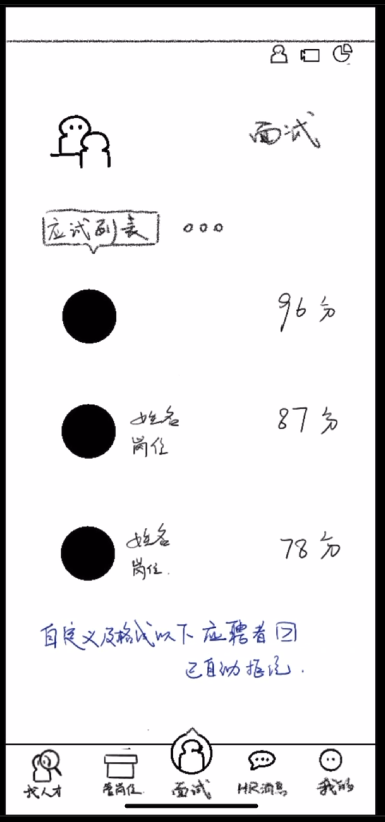 面试
应试列表
96分
姓名
87分
岗位
姓名
78分
岗位
自定义及格线以下应聘者
已自动拒绝.
找人才
管岗位
面试
HR消息
我的